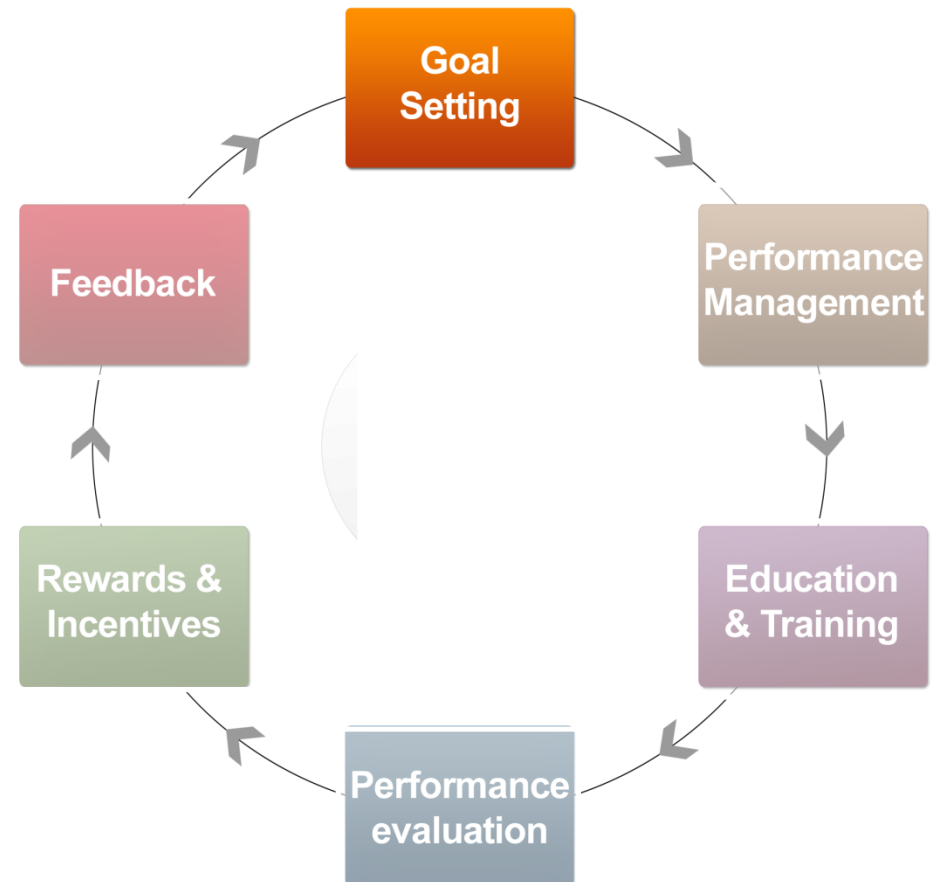 Goal
Setting
Performance
Management
Education
& Training
Performance
evaluation
Rewards &
Incentives
Feedback